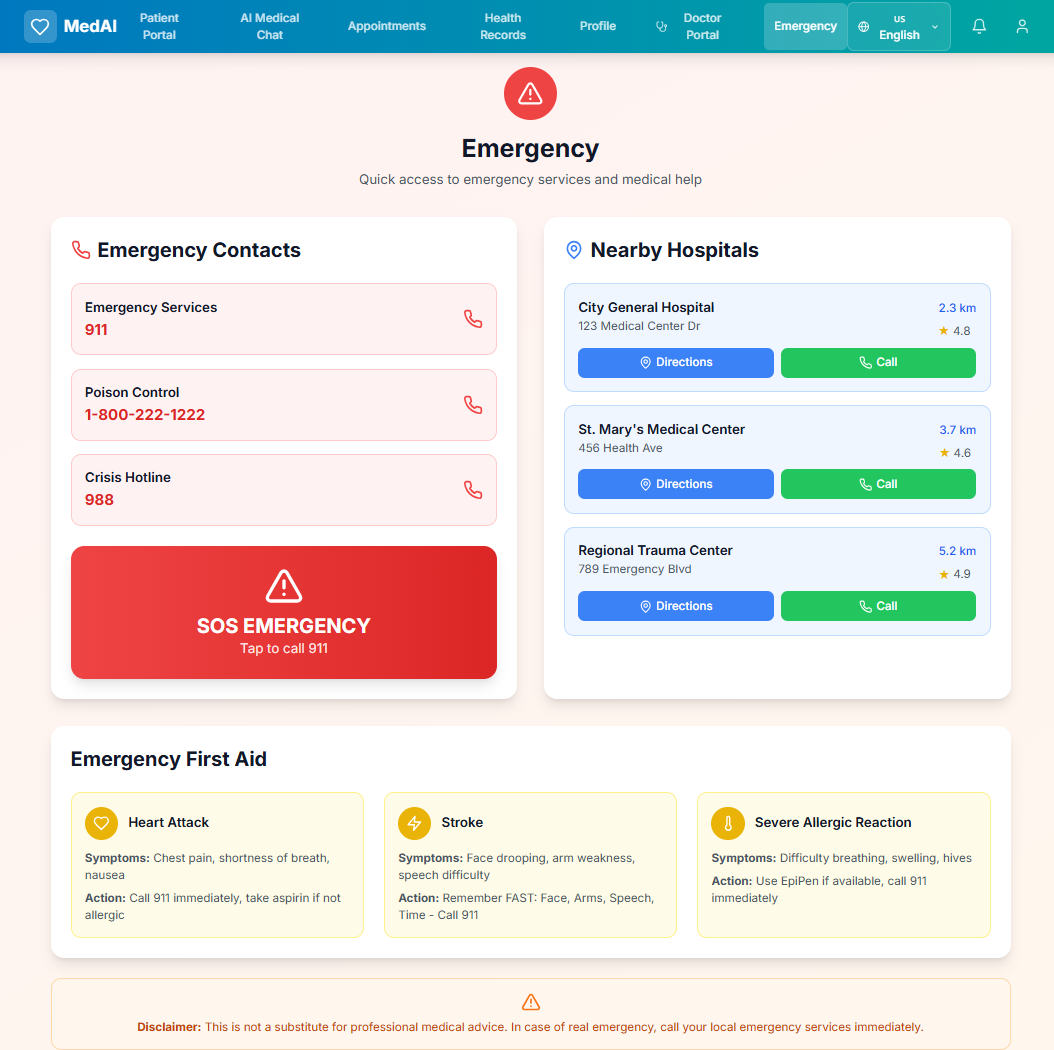 MedAI
Patient
Portal
AI Medical
Chat
Appointments
Health
Records
Profile
Doctor
Portal
Emergency
US
English
Emergency
Quick access to emergency services and medical help
Emergency Contacts
Emergency Services
911
Poison Control
1-800-222-1222
Crisis Hotline
988
SOS EMERGENCY
Tap to call 911
Nearby Hospitals
City General Hospital
2.3 km
123 Medical Center Dr
★ 4.8
Directions
Call
St. Mary's Medical Center
3.7 km
456 Health Ave
★ 4.6
Directions
Call
Regional Trauma Center
5.2 km
789 Emergency Blvd
★ 4.9
Directions
Call
Emergency First Aid
Heart Attack
Symptoms: Chest pain, shortness of breath,
nausea
Action: Call 911 immediately, take aspirin if not
allergic
Stroke
Symptoms: Face drooping, arm weakness,
speech difficulty
Action: Remember FAST: Face, Arms, Speech,
Time - Call 911
Severe Allergic Reaction
Symptoms: Difficulty breathing, swelling, hives
Action: Use EpiPen if available, call 911
immediately
Disclaimer: This is not a substitute for professional medical advice. In case of real emergency, call your local emergency services immediately.